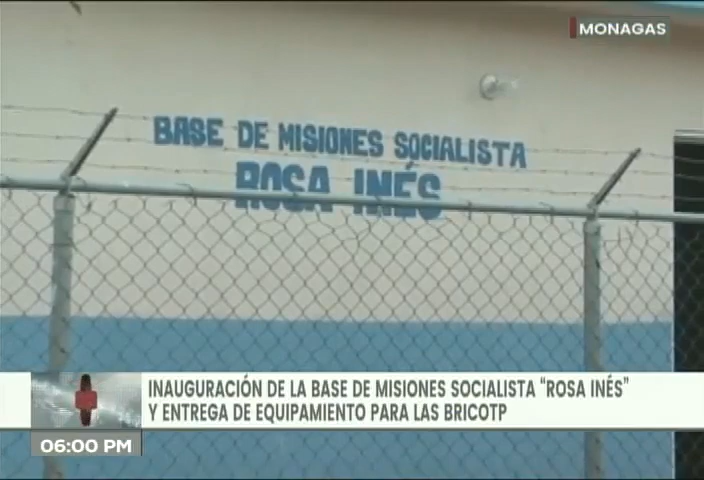 MONAGAS
BASE DE MISIONES SOCIALISTA
ROSA INÉS
INAUGURACIÓN DE LA BASE DE MISIONES SOCIALISTA “ROSA INÉS”
Y ENTREGA DE EQUIPAMIENTO PARA LAS BRICOTP
06:00 PM